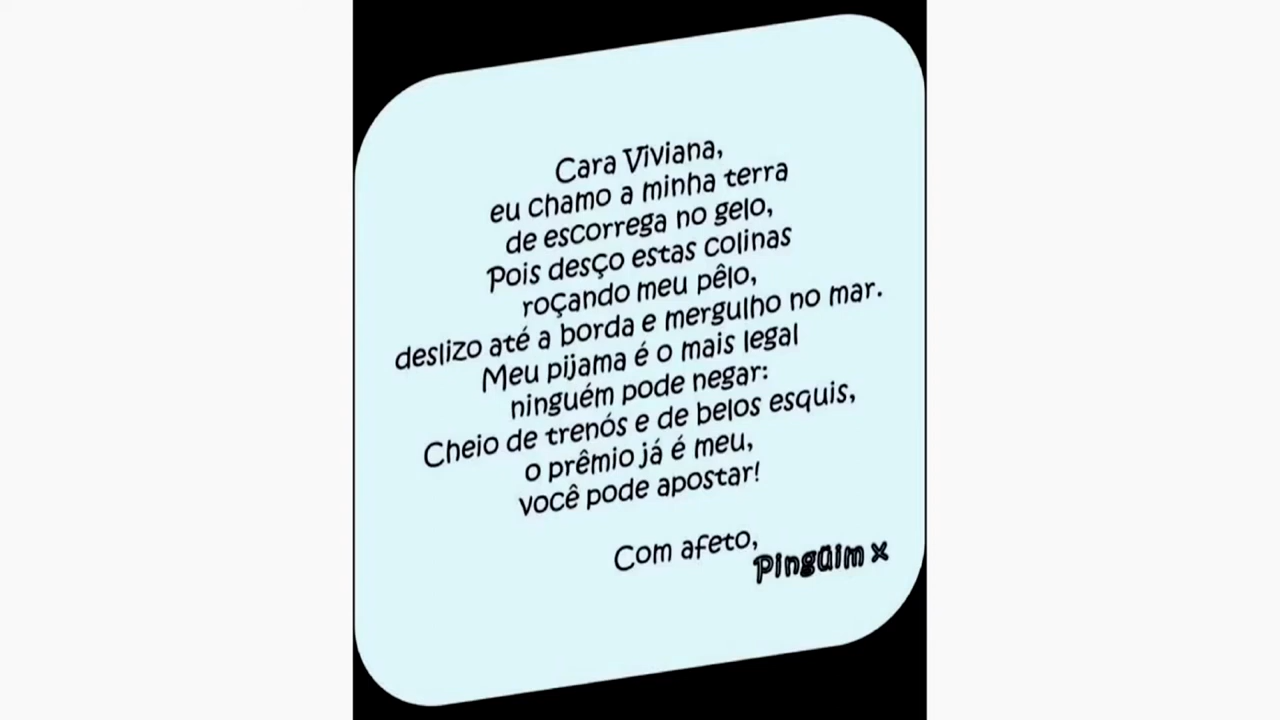 Cara Viviana,
eu chamo a minha terra
de escorrega no gelo,
Pois desço estas colinas
roçando meu pêlo,
deslizo até a borda e mergulho no mar.
Meu pijama é o mais legal
ninguém pode negar:
Cheio de trenós e de belos esquis,
o prêmio já é meu,
você pode apostar!
Com afeto,
Pingüim x